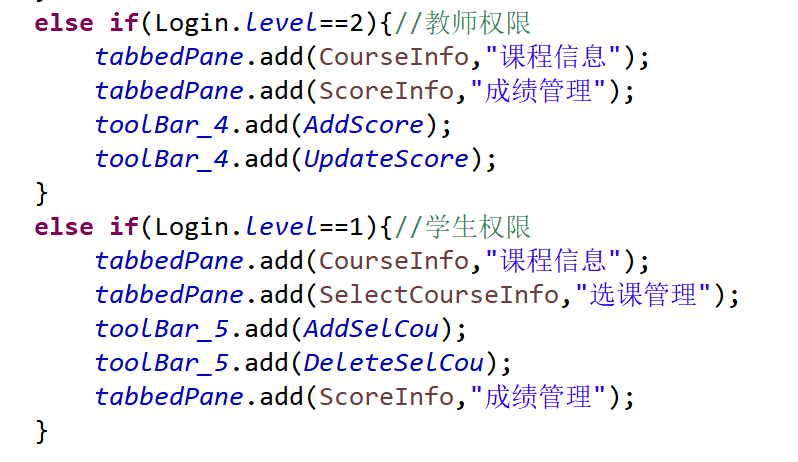 else if(Login.level==2){//教师权限
tabbedPane.add(CourseInfo,"课程信息");
tabbedPane.add(ScoreInfo,"成绩管理");
toolBar_4.add(AddScore);
toolBar_4.add(UpdateScore);
}
else if(Login.level==1){//学生权限
tabbedPane.add(CourseInfo,"课程信息");
tabbedPane.add(SelectCourseInfo,"选课管理");
toolBar_5.add(AddSelCou);
toolBar_5.add(DeleteSelCou);
tabbedPane.add(ScoreInfo,"成绩管理");
}